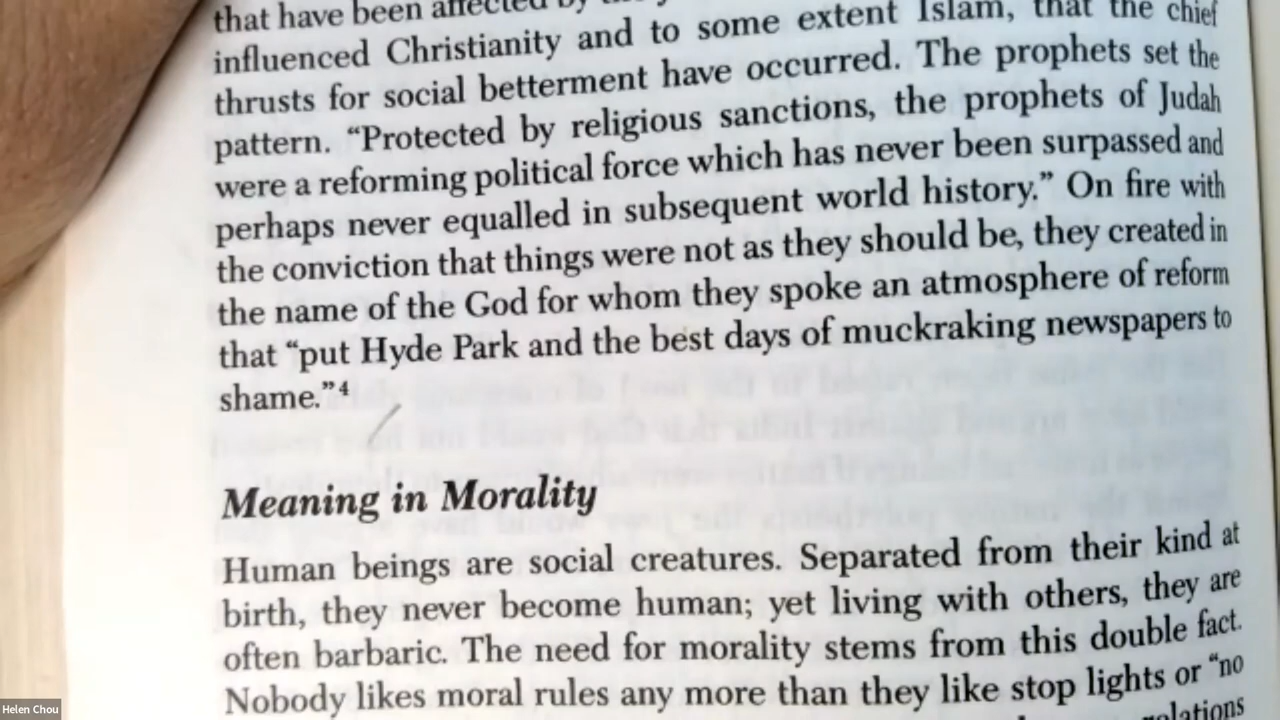 that have been affected by
influenced Christianity and to some extent Islam, that the chief
thrusts for social betterment have occurred. The prophets set the
pattern. “Protected by religious sanctions, the prophets of Judah
were a reforming political force which has never been surpassed and
perhaps never equalled in subsequent world history.” On fire with
the conviction that things were not as they should be, they created in
the name of the God for whom they spoke an atmosphere of reform
that “put Hyde Park and the best days of muckraking newspapers to
shame.”⁴
Meaning in Morality
Human beings are social creatures. Separated from their kind at
birth, they never become human; yet living with others, they are
often barbaric. The need for morality stems from this double fact.
Nobody likes moral rules any more than they like stop lights or “no
Helen Chou